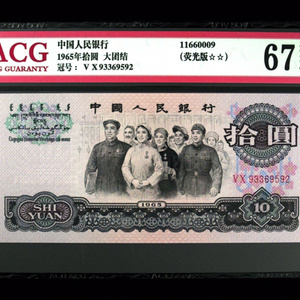 ACG
NG GUARANTY
中国人民银行
1965年拾圆 大团结
冠号： V X 93369592
11660009
(荧光版☆☆)
67
中国人民银行
拾圆
V X 93369592
1965
SHI
YUAN
10